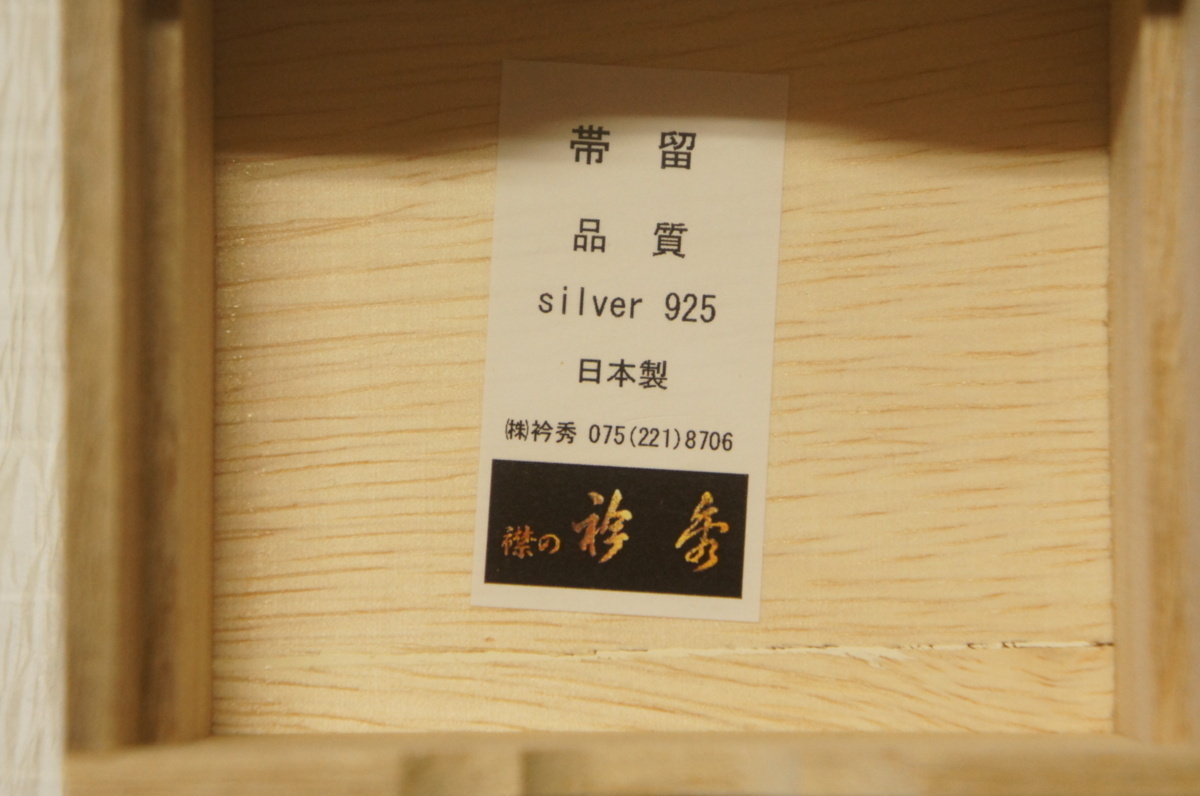 帯 留
品 質
silver 925
日本製
㈱衿秀 075(221)8706
襟の 衿 秀